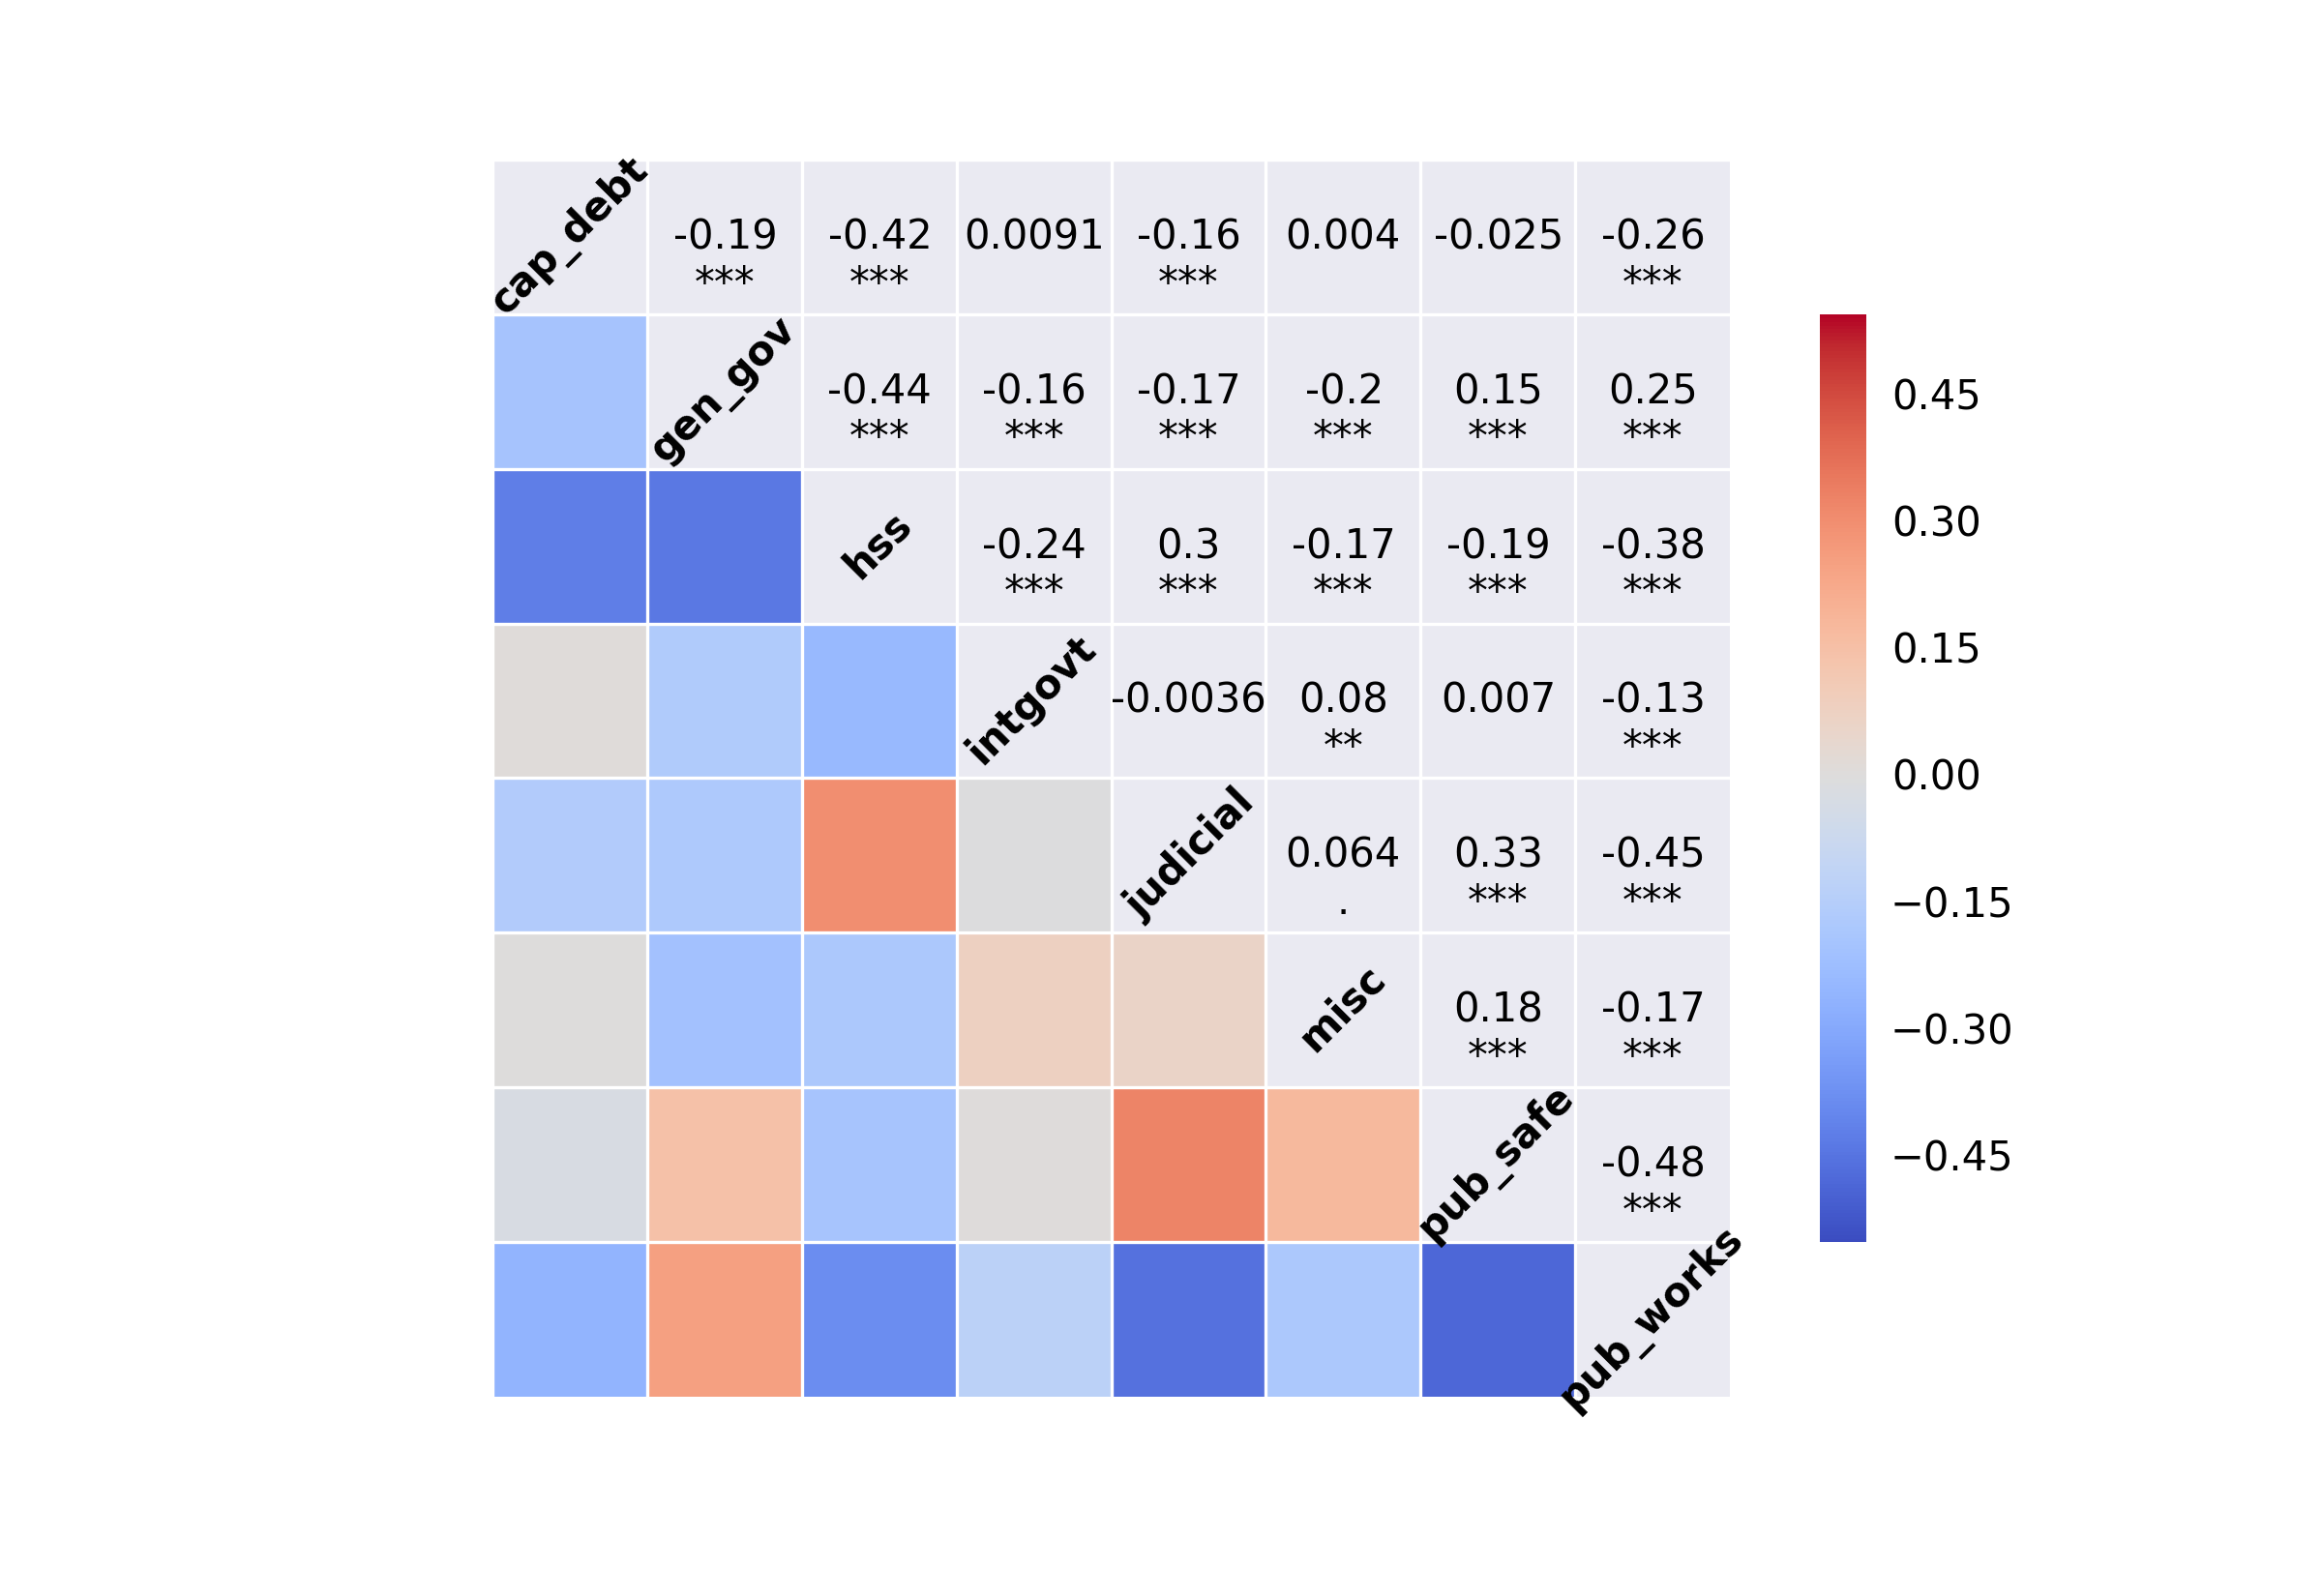 cap_debt -0.19 -0.42 0.0091 -0.16 0.004 -0.025 -0.26
*** *** *** ***
gen_gov -0.44 -0.16 -0.17 -0.2 0.15 0.25
*** *** *** *** *** ***
hss -0.24 0.3 -0.17 -0.19 -0.38
*** *** *** *** ***
intgovt -0.0036 0.08 0.007 -0.13
** ***
judicial 0.064 0.33 -0.45
. *** ***
misc 0.18 -0.17
*** ***
pub_safe -0.48
***
pub_works
0.45
0.30
0.15
0.00
−0.15
−0.30
−0.45